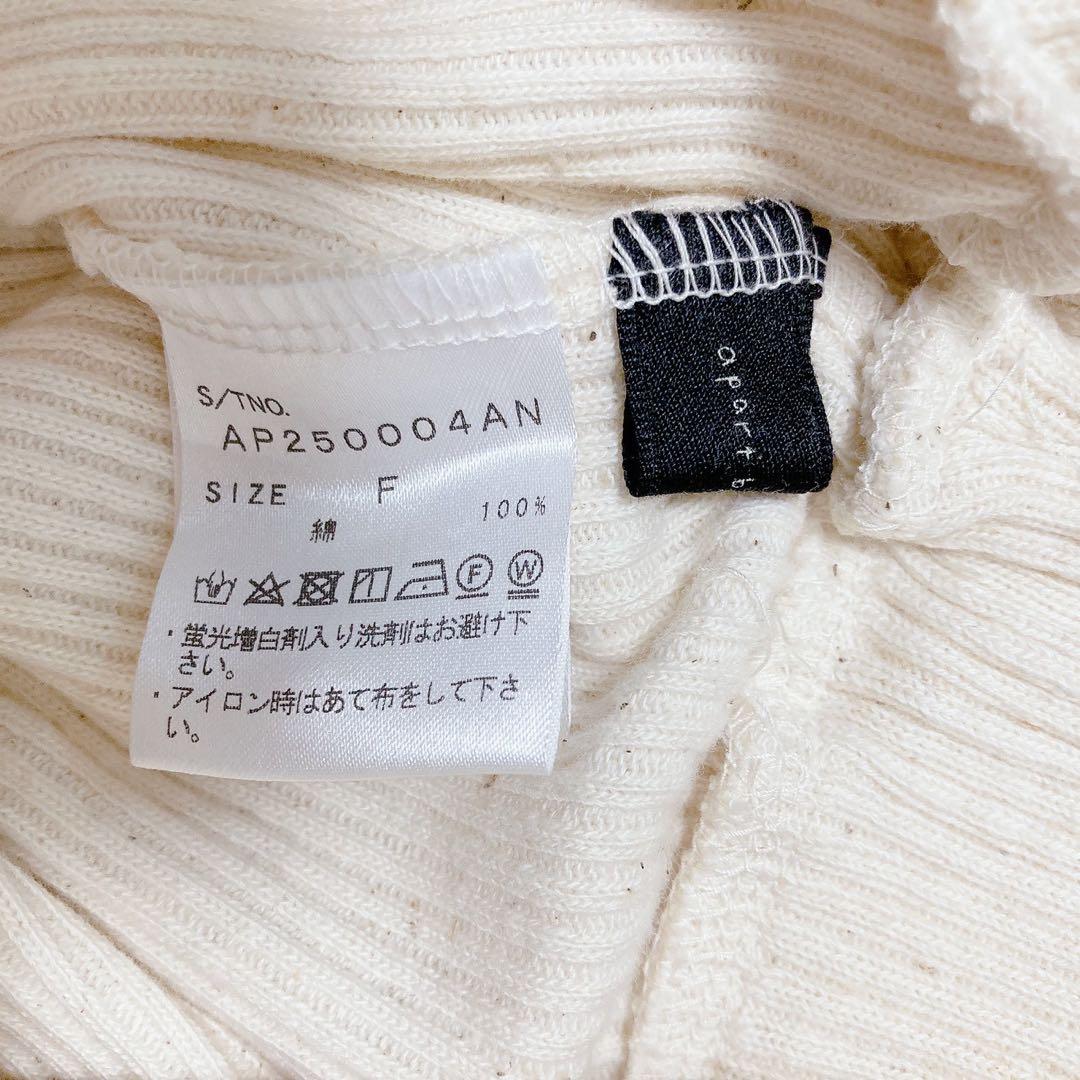 S/TNO.
AP250004AN
SIZE F
綿 100%
F W
・蛍光増白剤入り洗剤はお避け下
さい。
・アイロン時はあて布をして下さ
い。
apart b